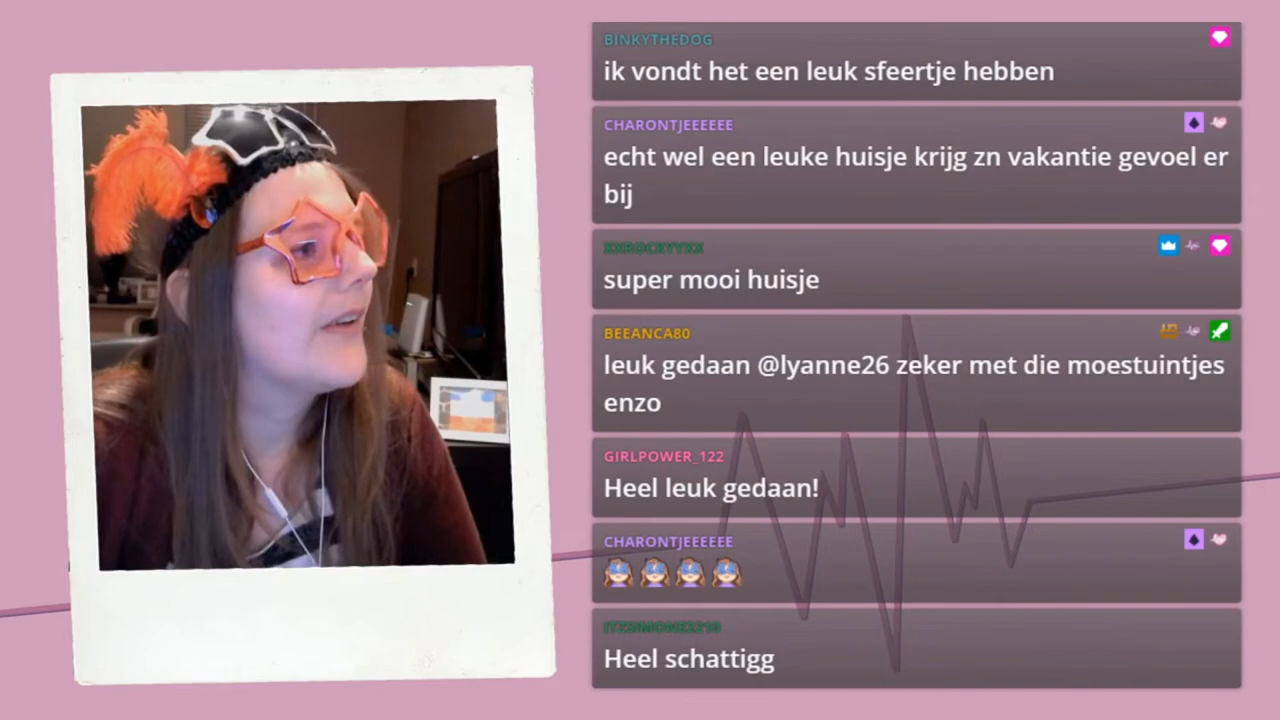 BINKYTHEDOG
ik vondt het een leuk sfeertje hebben
CHARONTJEEEEEE
echt wel een leuke huisje krijg zn vakantie gevoel er
bij
XXROCKYYXX
super mooi huisje
BEEANCA80
leuk gedaan @lyanne26 zeker met die moestuintjes
enzo
GIRLPOWER_122
Heel leuk gedaan!
CHARONTJEEEEEE
ITZSIMONE2210
Heel schattigg